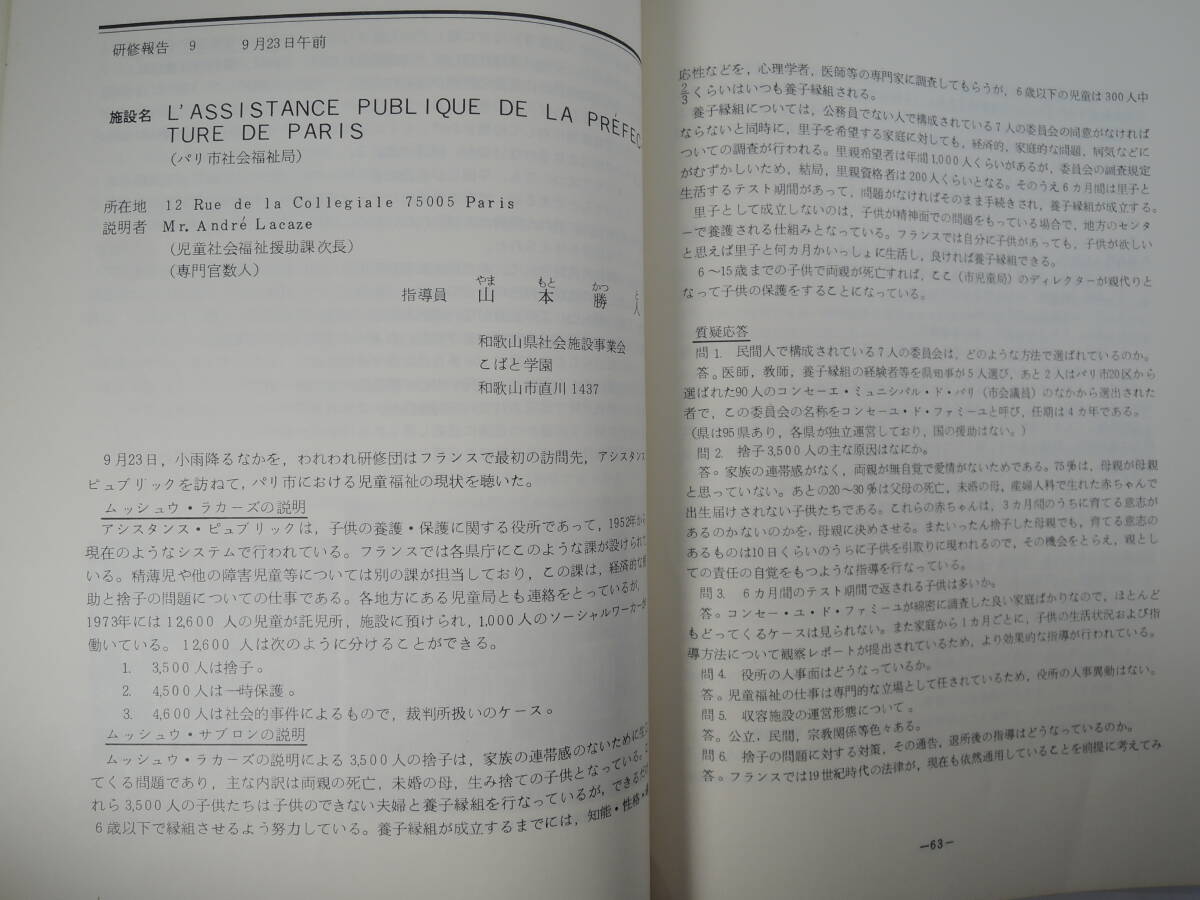 研修報告 9 9月23日午前
施設名 L'ASSISTANCE PUBLIQUE DE LA PRÉFEC
TURE DE PARIS
(パリ市社会福祉局)
所在地 12 Rue de la Collegiale 75005 Paris
説明者 Mr. André Lacaze
(児童社会福祉援助課次長)
(専門官数人)
やま もと かつ と
指導員 山 本 勝 人
和歌山県社会施設事業会
こばと学園
和歌山市直川1437
9月23日,小雨降るなかを,われわれ研修団はフランスで最初の訪問先,アシスタンス
ピュブリックを訪ねて,パリ市における児童福祉の現状を聴いた。
ムッシュウ・ラカーズの説明
アシスタンス・ピュブリックは,子供の養護・保護に関する役所であって,1952年から
現在のようなシステムで行われている。フランスでは各県庁にこのような課が設けられて
いる。精薄児や他の障害児童等については別の課が担当しており,この課は,経済的な
助と捨子の問題についての仕事である。各地方にある児童局とも連絡をとっているが,
1973年には12,600人の児童が託児所,施設に預けられ,1,000人のソーシャルワーカーが
働いている。12,600人は次のように分けることができる。
1. 3,500人は捨子。
2. 4,500人は一時保護。
3. 4,600人は社会的事件によるもので,裁判所扱いのケース。
ムッシュウ・サブロンの説明
ムッシュウ・ラカーズの説明による3,500人の捨子は,家族の連帯感のないために
てくる問題であり,主な内訳は両親の死亡,未婚の母,生み捨ての子供となっている。こ
れら3,500人の子供たちは子供のできない夫婦と養子縁組を行なっているが,できるだけ
6歳以下で縁組させるよう努力している。養子縁組が成立するまでには,知能・性格・
応性などを,心理学者,医師等の専門家に調査してもらうが,6歳以下の児童は300人中
2/3くらいはいつも養子縁組される。
養子縁組については,公務員でない人で構成されている7人の委員会の同意がなければ
ならないと同時に,里子を希望する家庭に対しても,経済的,家庭的な問題,病気などに
ついての調査が行われる。里親希望者は年間1,000人くらいがあるが,委員会の調査規定
がむずかしいため,結局,里親資格者は200人くらいとなる。そのうえ6カ月間は里子と
生活するテスト期間があって,問題がなければそのまま手続きされ,養子縁組が成立する。
里子として成立しないのは,子供が精神面での問題をもっている場合で,地方のセンタ
ーで養護される仕組みとなっている。フランスでは自分に子供があっても,子供が欲しい
と思えば里子と何カ月かいっしょに生活し,良ければ養子縁組できる。
6〜15歳までの子供で両親が死亡すれば,ここ(市児童局)のディレクターが親代りと
なって子供の保護をすることになっている。
質疑応答
問1. 民間人で構成されている7人の委員会は,どのような方法で選ばれているのか。
答。医師,教師,養子縁組の経験者等を県知事が5人選び,あと2人はパリ市20区から
選ばれた90人のコンセーエ・ミュニシパル・ド・パリ(市会議員)のなかから選出された
者で,この委員会の名称をコンセーユ・ド・ファミーユと呼び,任期は4カ年である。
(県は95県あり,各県が独立運営しており,国の援助はない。)
問2. 捨子3,500人の主な原因はなにか。
答。家族の連帯感がなく,両親が無自覚で愛情がないためである。75%は,母親が母親
と思っていない。あとの20〜30%は父母の死亡,未婚の母,産婦人科で生れた赤ちゃんで
出生届けされない子供たちである。これらの赤ちゃんは,3カ月間のうちに育てる意志が
あるのかないのかを,母親に決めさせる。またいったん捨子した母親でも,育てる意志の
あるものは10日くらいのうちに子供を引取りに現われるので,その機会をとらえ,親とし
ての責任の自覚をもつような指導を行なっている。
問3. 6カ月間のテスト期間で返される子供は多いか。
答。コンセー・ユ・ド・ファミーユが綿密に調査した良い家庭ばかりなので,ほとんど
もどってくるケースは見られない。また家庭から1カ月ごとに,子供の生活状況および指
導方法について観察レポートが提出されているため,より効果的な指導が行われている。
問4. 役所の人事面はどうなっているか。
答。児童福祉の仕事は専門的な立場として任されているため,役所の人事異動はない。
問5. 収容施設の運営形態について。
答。公立,民間,宗教関係等色々ある。
問6. 捨子の問題に対する対策,その通告,退所後の指導はどうなっているのか。
答。フランスでは19世紀時代の法律が,現在も依然通用していることを前提に考えてみ
—63—